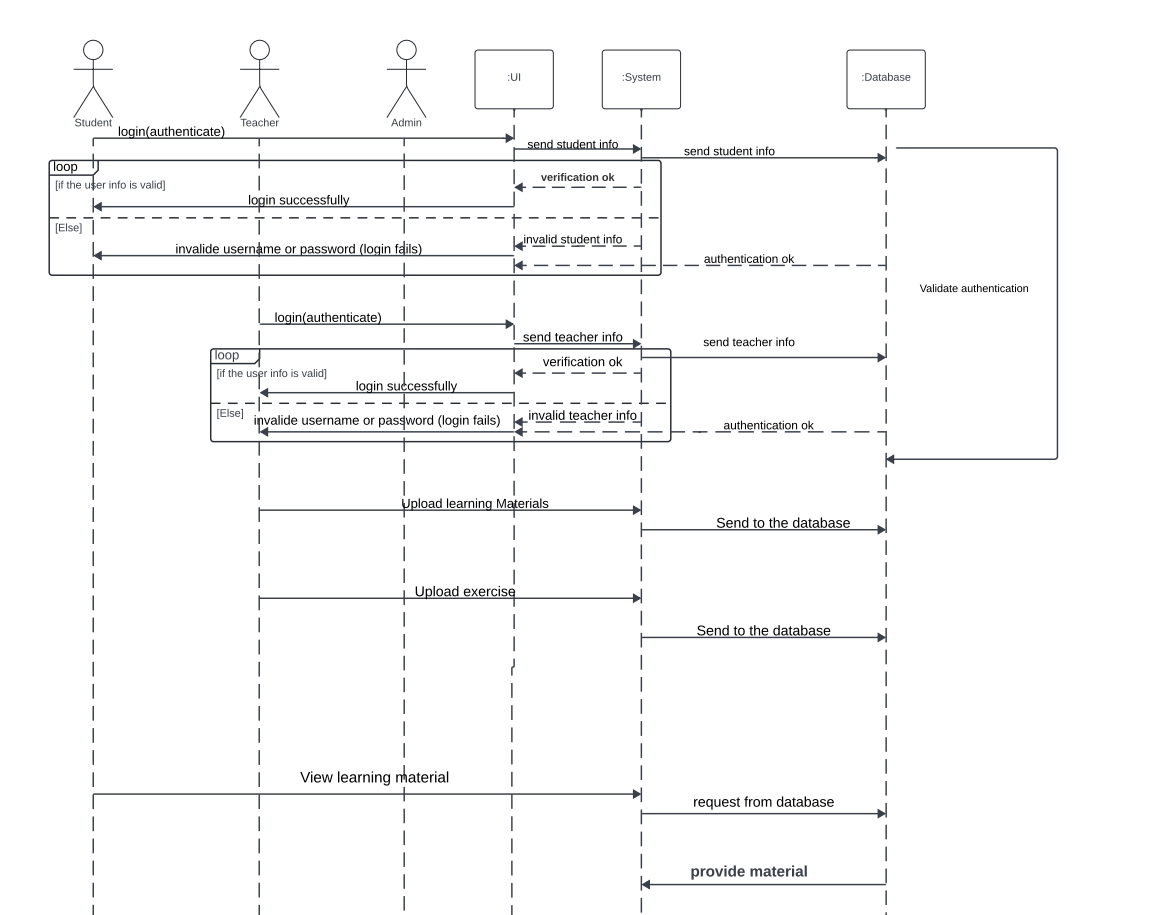 :UI
:System
:Database
Student
Teacher
Admin
login(authenticate)
send student info
send student info
loop
verification ok
[if the user info is valid]
login successfully
[Else]
invalid student info
invalide username or password (login fails)
authentication ok
Validate authentication
login(authenticate)
send teacher info
send teacher info
loop
verification ok
[if the user info is valid]
login successfully
[Else]
invalid teacher info
invalide username or password (login fails)
authentication ok
Upload learning Materials
Send to the database
Upload exercise
Send to the database
View learning material
request from database
provide material